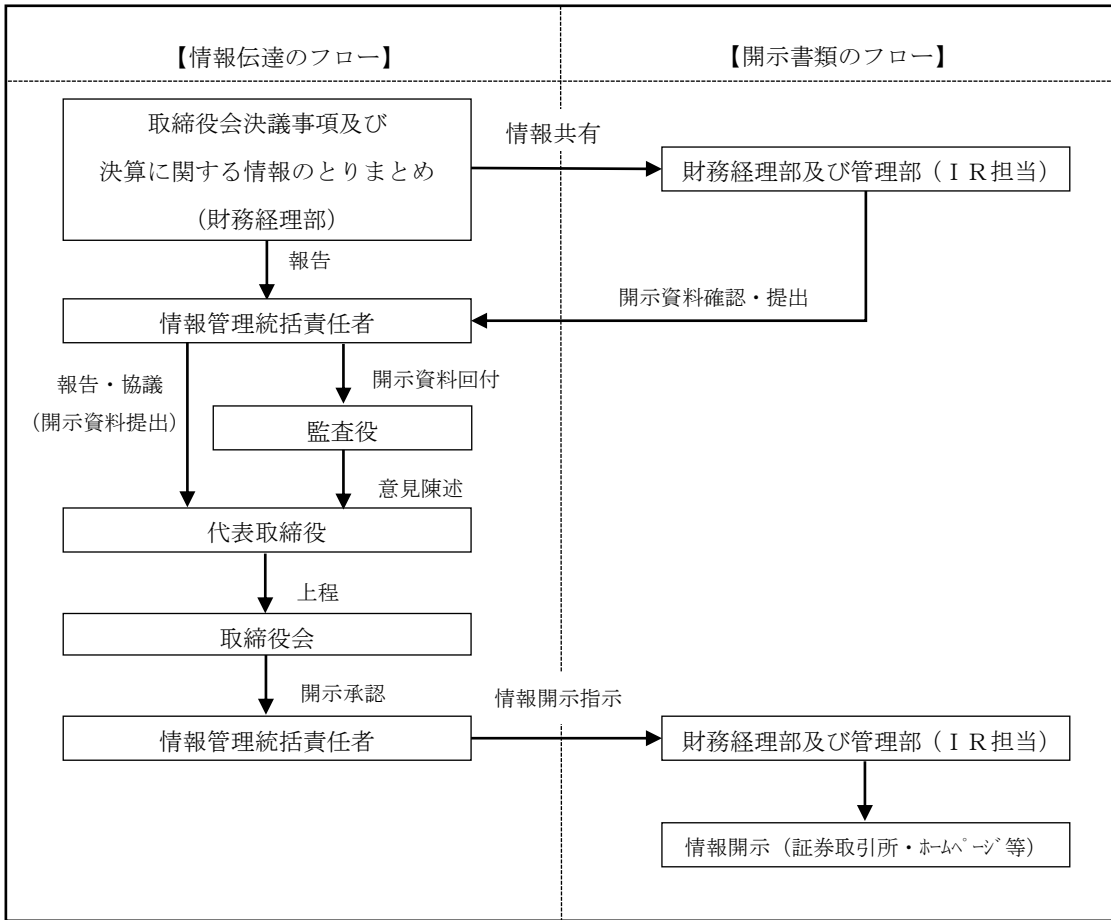 【情報伝達のフロー】
【開示書類のフロー】
取締役会決議事項及び
決算に関する情報のとりまとめ
（財務経理部）
情報共有
財務経理部及び管理部（ＩＲ担当）
報告
開示資料確認・提出
情報管理統括責任者
報告・協議
（開示資料提出）
開示資料回付
監査役
意見陳述
代表取締役
上程
取締役会
開示承認
情報開示指示
情報管理統括責任者
財務経理部及び管理部（ＩＲ担当）
情報開示（証券取引所・ﾎｰﾑﾍﾟｰｼﾞ等）